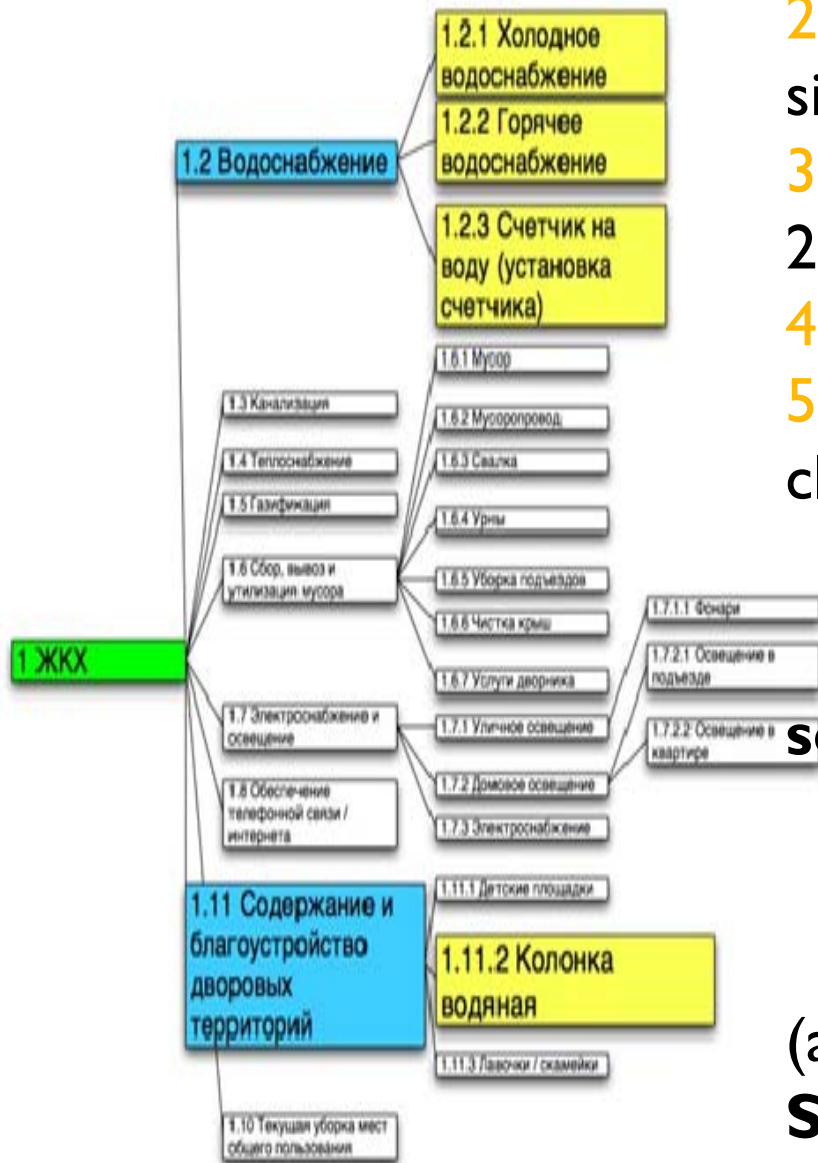 1 ЖКХ
1.2 Водоснабжение
1.2.1 Холодное
водоснабжение
1.2.2 Горячее
водоснабжение
1.2.3 Счетчик на
воду (установка
счетчика)
1.3 Канализация
1.4 Теплоснабжение
1.5 Газификация
1.6 Сбор, вывоз и
утилизация мусора
1.6.1 Мусор
1.6.2 Мусоропровод
1.6.3 Свалка
1.6.4 Урны
1.6.5 Уборка подъездов
1.6.6 Чистка крыш
1.6.7 Услуги дворника
1.7 Электроснабжение и
освещение
1.7.1 Уличное освещение
1.7.1.1 Фонари
1.7.2 Домовое освещение
1.7.2.1 Освещение в
подъезде
1.7.2.2 Освещение в
квартире
1.7.3 Электроснабжение
1.8 Обеспечение
телефонной связи /
интернета
1.11 Содержание и
благоустройство
дворовых
территорий
1.11.1 Детские площадки
1.11.2 Колонка
водяная
1.11.3 Лавочки / скамейки
1.10 Текущая уборка мест
общего пользования
2
si
3
2
4
5
(a